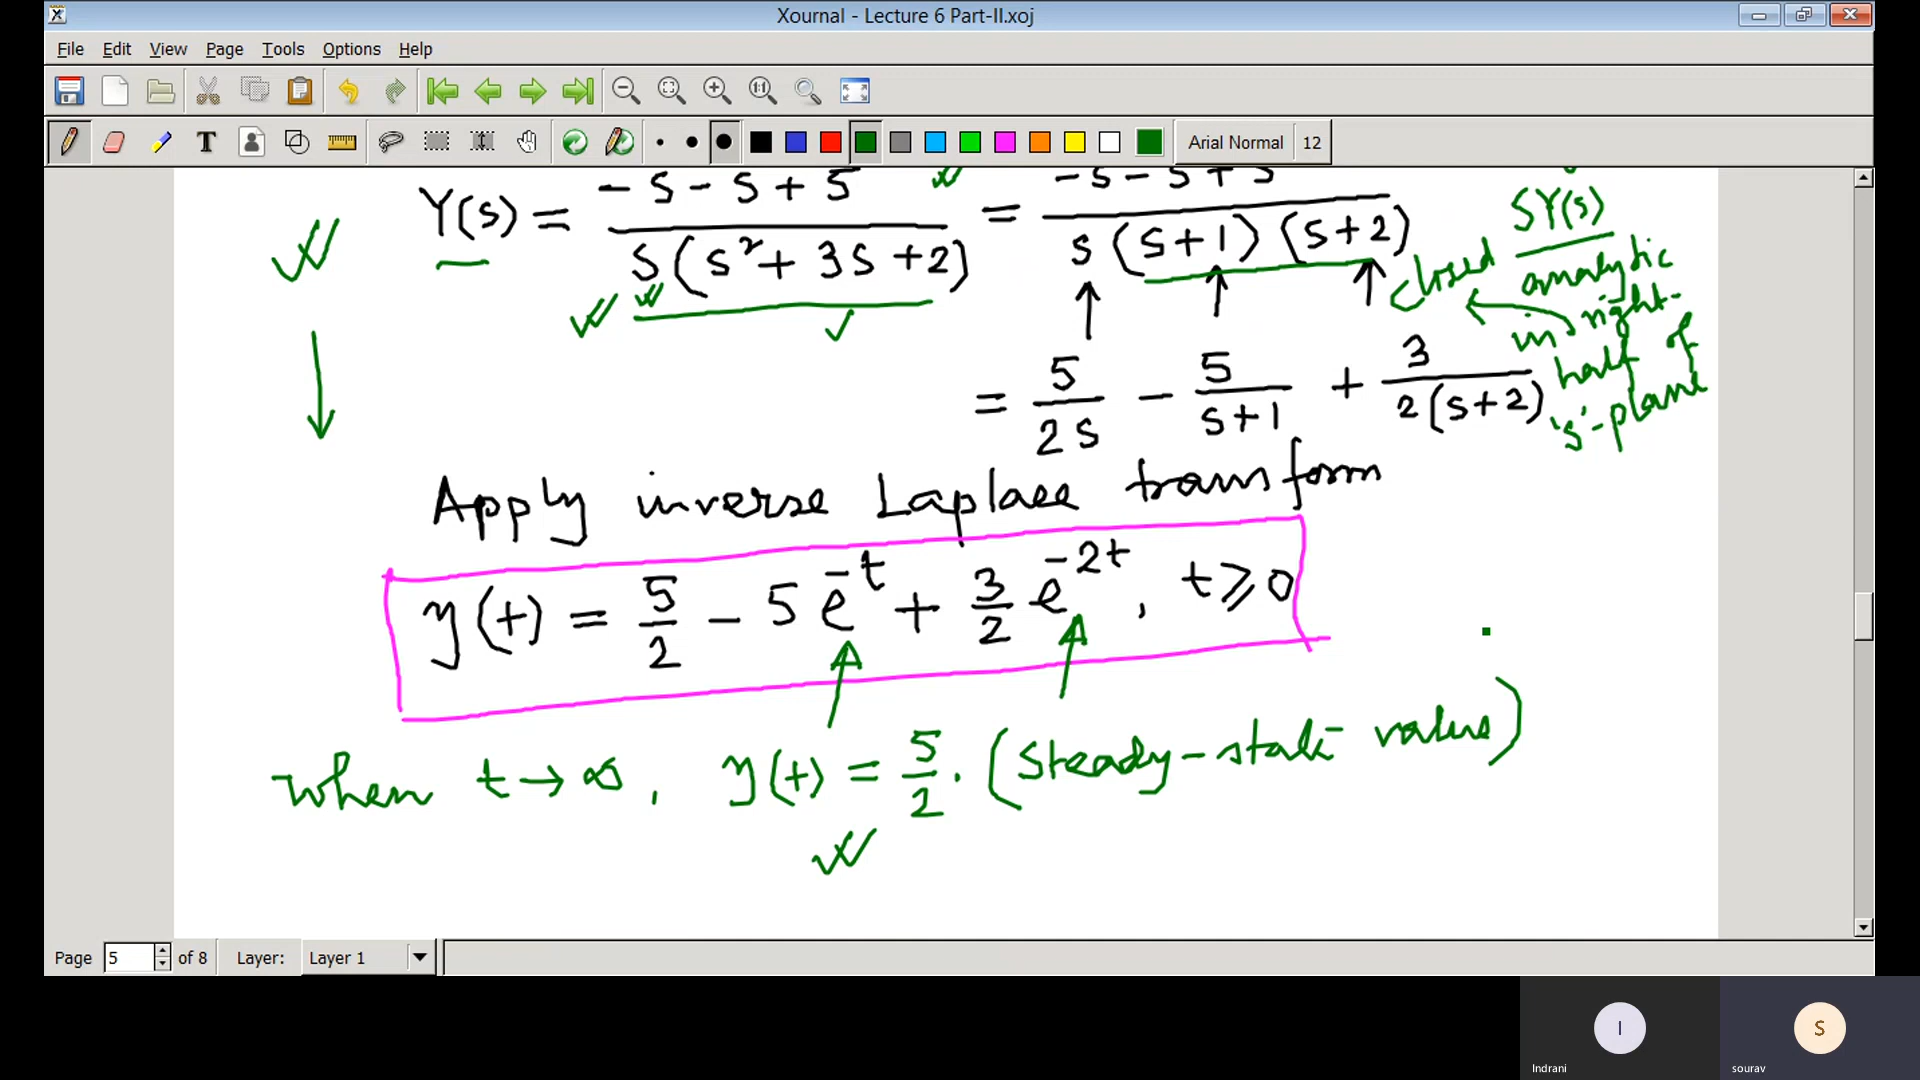 Xournal - Lecture 6 Part-II.xoj
File Edit View Page Tools Options Help
Arial Normal 12
Y(s) = (-s - s + 5) / (s(s² + 3s + 2)) = / (s(s+1)(s+2))
SY(s)
analytic
closed in right-
half of
's'-plane
= 5/2s - 5/(s+1) + 3/(2(s+2))
Apply inverse Laplace transform
y(t) = 5/2 - 5e^-t + 3/2 e^-2t, t ≥ 0
when t → ∞, y(t) = 5/2. (Steady-state value)
Page 5 of 8 Layer: Layer 1
I
Indrani
S
sourav